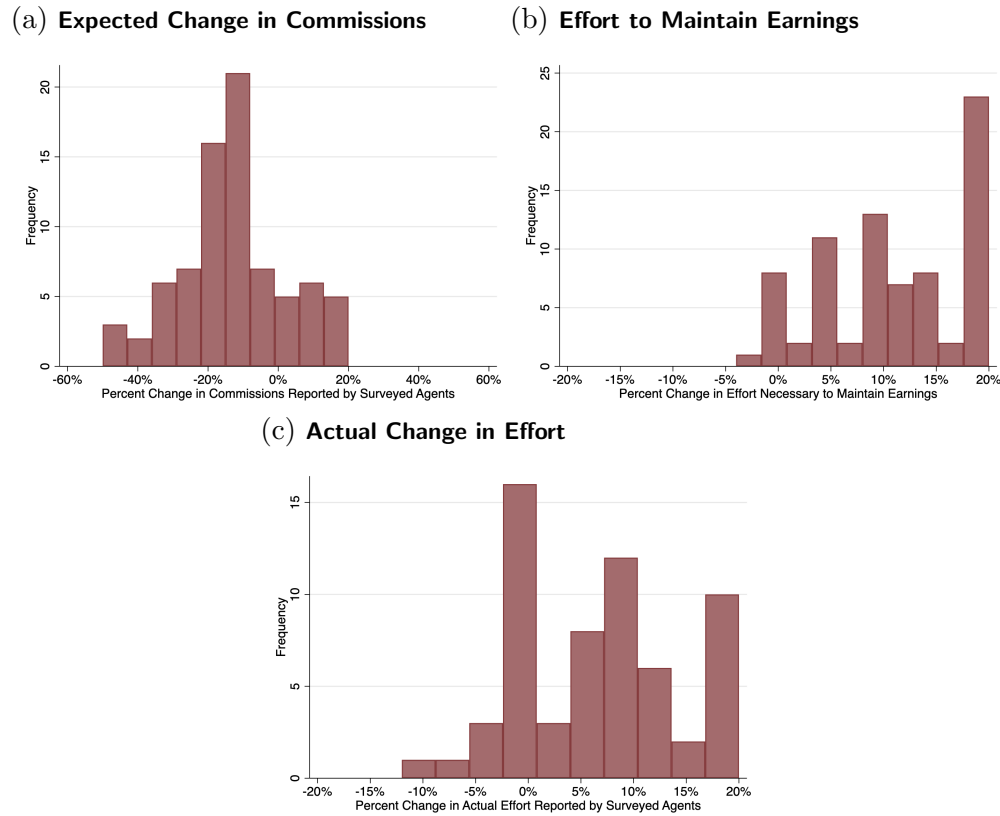 (a) Expected Change in Commissions
Frequency
20
15
10
5
0
-60% -40% -20% 0% 20% 40% 60%
Percent Change in Commissions Reported by Surveyed Agents
(b) Effort to Maintain Earnings
Frequency
25
20
15
10
5
0
-20% -15% -10% -5% 0% 5% 10% 15% 20%
Percent Change in Effort Necessary to Maintain Earnings
(c) Actual Change in Effort
Frequency
15
10
5
0
-20% -15% -10% -5% 0% 5% 10% 15% 20%
Percent Change in Actual Effort Reported by Surveyed Agents